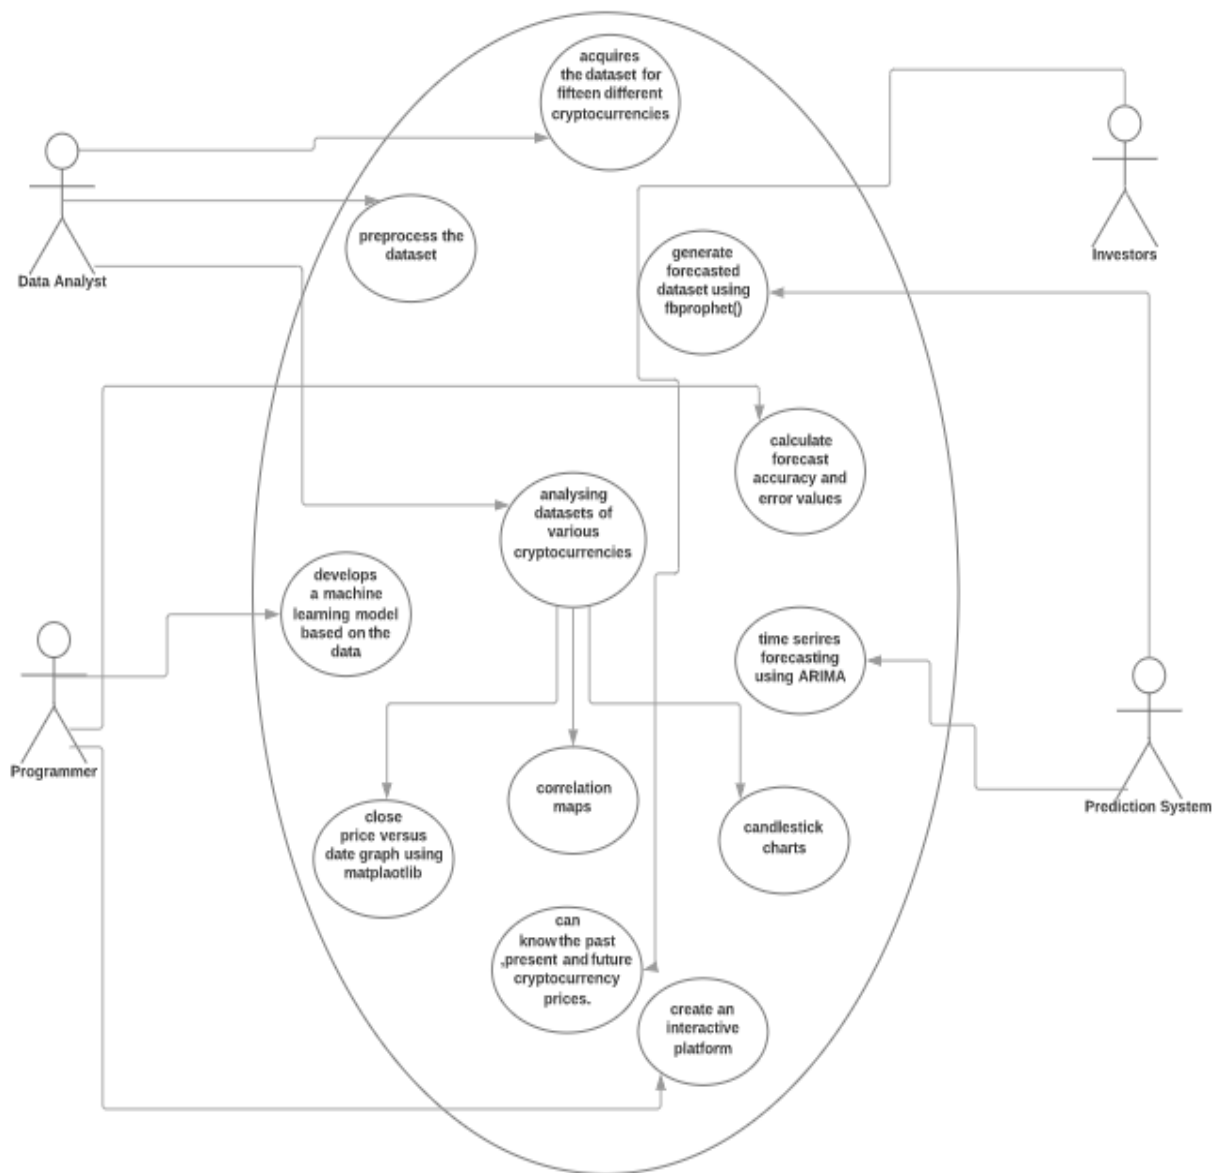 acquires
the dataset for
fifteen different
cryptocurrencies
Data Analyst
Investors
preprocess the
dataset
generate
forecasted
dataset using
fbprophet()
calculate
forecast
accuracy and
error values
analysing
datasets of
various
cryptocurrencies
develops
a machine
learning model
based on the
data
time serires
forecasting
using ARIMA
Programmer
Prediction System
correlation
maps
close
price versus
date graph using
matplaotlib
candlestick
charts
can
know the past
,present and future
cryptocurrency
prices.
create an
interactive
platform